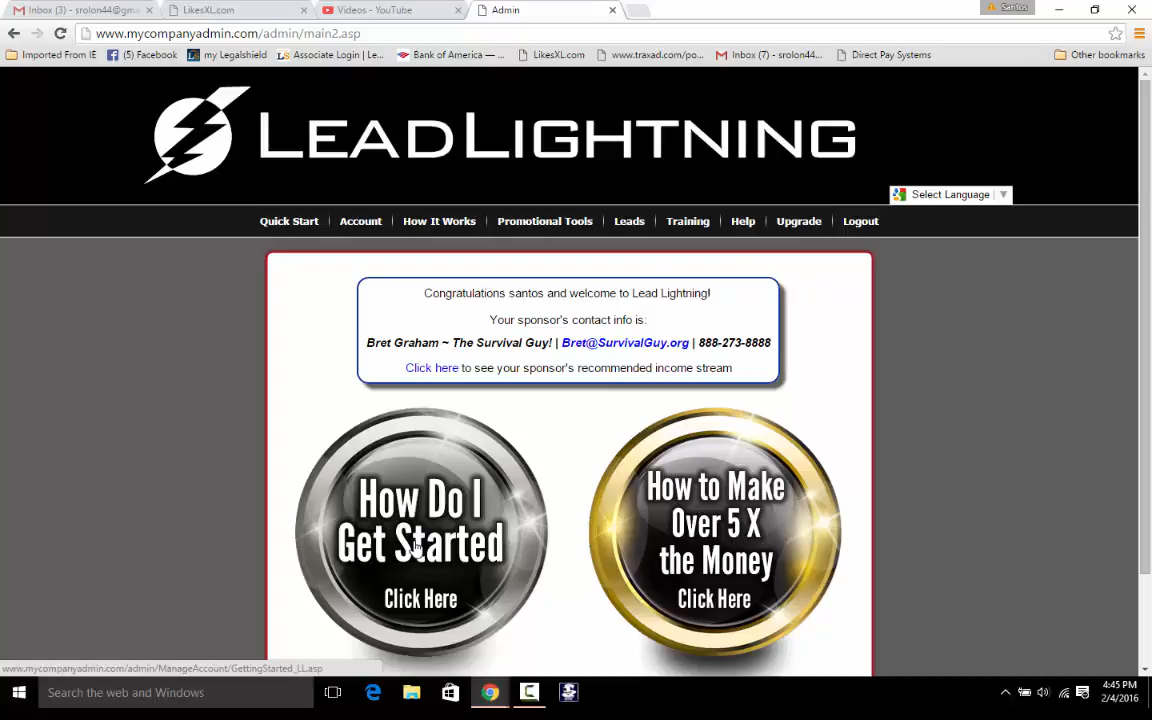 Inbox (3) - srolon44@gm
LikesXL.com
Videos - YouTube
Admin
Santos
www.mycompanyadmin.com/admin/main2.asp
Imported From IE
(5) Facebook
my Legalshield
Associate Login | Le...
Bank of America — ...
LikesXL.com
www.traxad.com/po...
Inbox (7) - srolon44...
Direct Pay Systems
Other bookmarks
LEADLIGHTNING
Select Language ▼
Quick Start
Account
How It Works
Promotional Tools
Leads
Training
Help
Upgrade
Logout
Congratulations santos and welcome to Lead Lightning!
Your sponsor's contact info is:
Bret Graham ~ The Survival Guy! | Bret@SurvivalGuy.org | 888-273-8888
Click here to see your sponsor's recommended income stream
How Do I
Get Started
Click Here
How to Make
Over 5 X
the Money
Click Here
www.mycompanyadmin.com/admin/ManageAccount/GettingStarted_LL.asp
Search the web and Windows
4:45 PM
2/4/2016